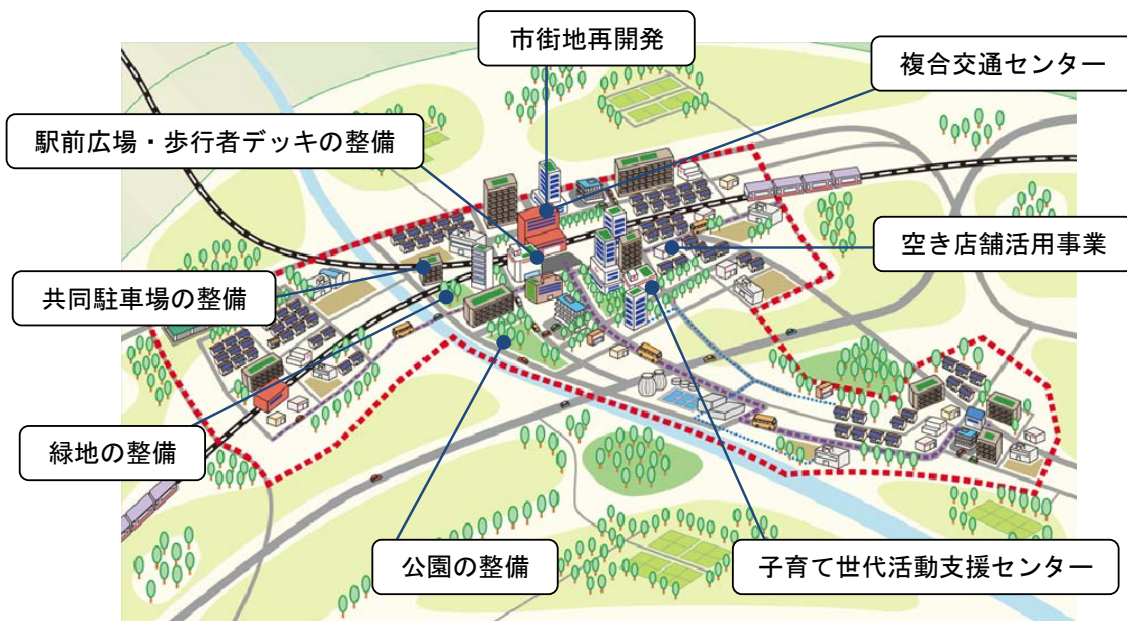 市街地再開発
複合交通センター
駅前広場・歩行者デッキの整備
空き店舗活用事業
共同駐車場の整備
緑地の整備
公園の整備
子育て世代活動支援センター